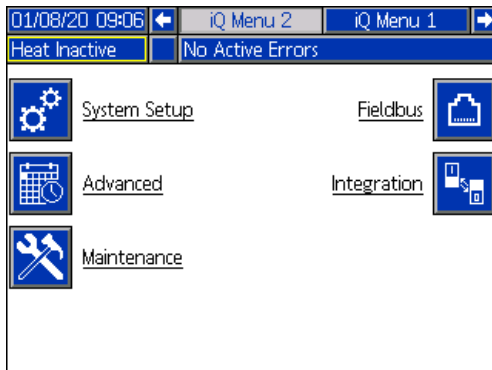 01/08/20 09:06 iQ Menu 2 iQ Menu 1
Heat Inactive No Active Errors
System Setup Fieldbus
Advanced Integration
Maintenance